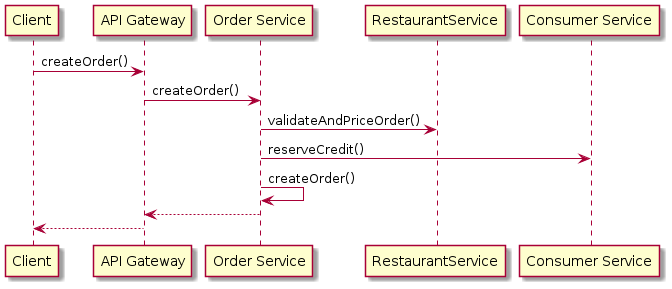 Client API Gateway Order Service RestaurantService Consumer Service
createOrder()
createOrder()
validateAndPriceOrder()
reserveCredit()
createOrder()
Client API Gateway Order Service RestaurantService Consumer Service